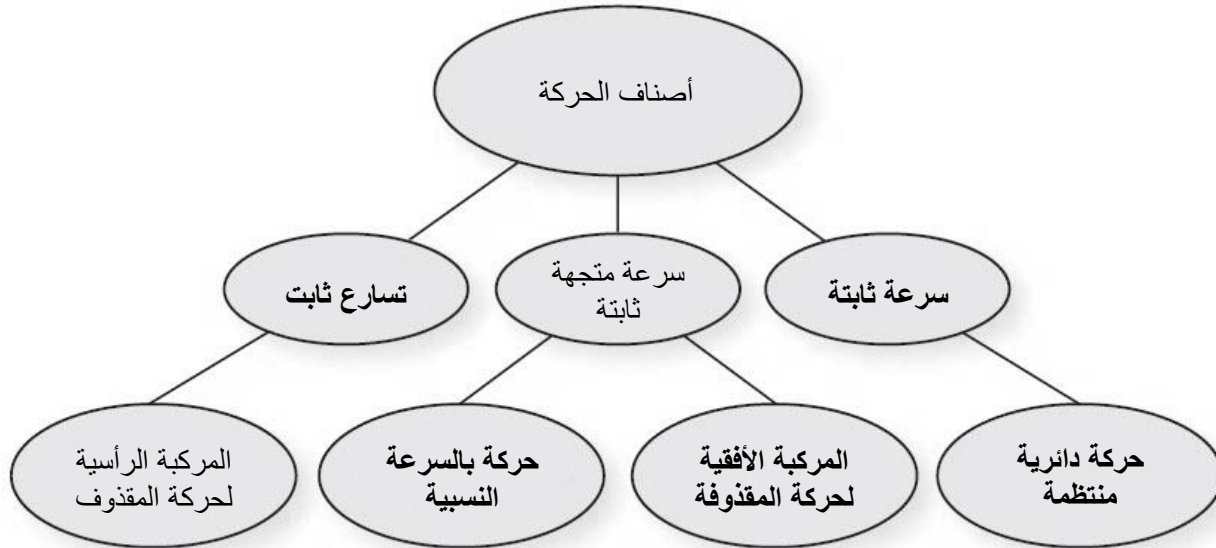 أصناف الحركة
سرعة ثابتة
سرعة متجهة
ثابتة
تسارع ثابت
حركة دائرية
منتظمة
المركبة الأفقية
لحركة المقذوفة
حركة بالسرعة
النسبية
المركبة الرأسية
لحركة المقذوف